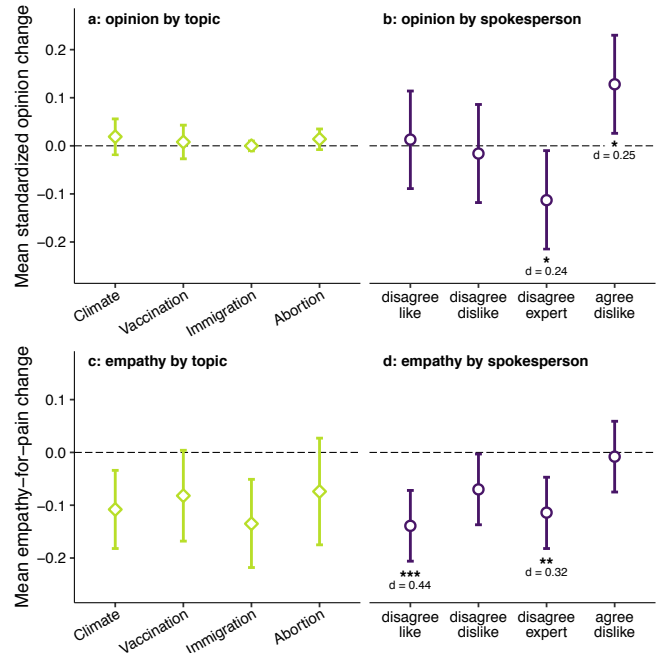 a: opinion by topic
b: opinion by spokesperson
Mean standardized opinion change
0.2
0.1
0.0
−0.1
−0.2
*
d = 0.24
*
d = 0.25
Climate
Vaccination
Immigration
Abortion
disagree
like
disagree
dislike
disagree
expert
agree
dislike
c: empathy by topic
d: empathy by spokesperson
Mean empathy−for−pain change
0.1
0.0
−0.1
−0.2
***
d = 0.44
**
d = 0.32
Climate
Vaccination
Immigration
Abortion
disagree
like
disagree
dislike
disagree
expert
agree
dislike